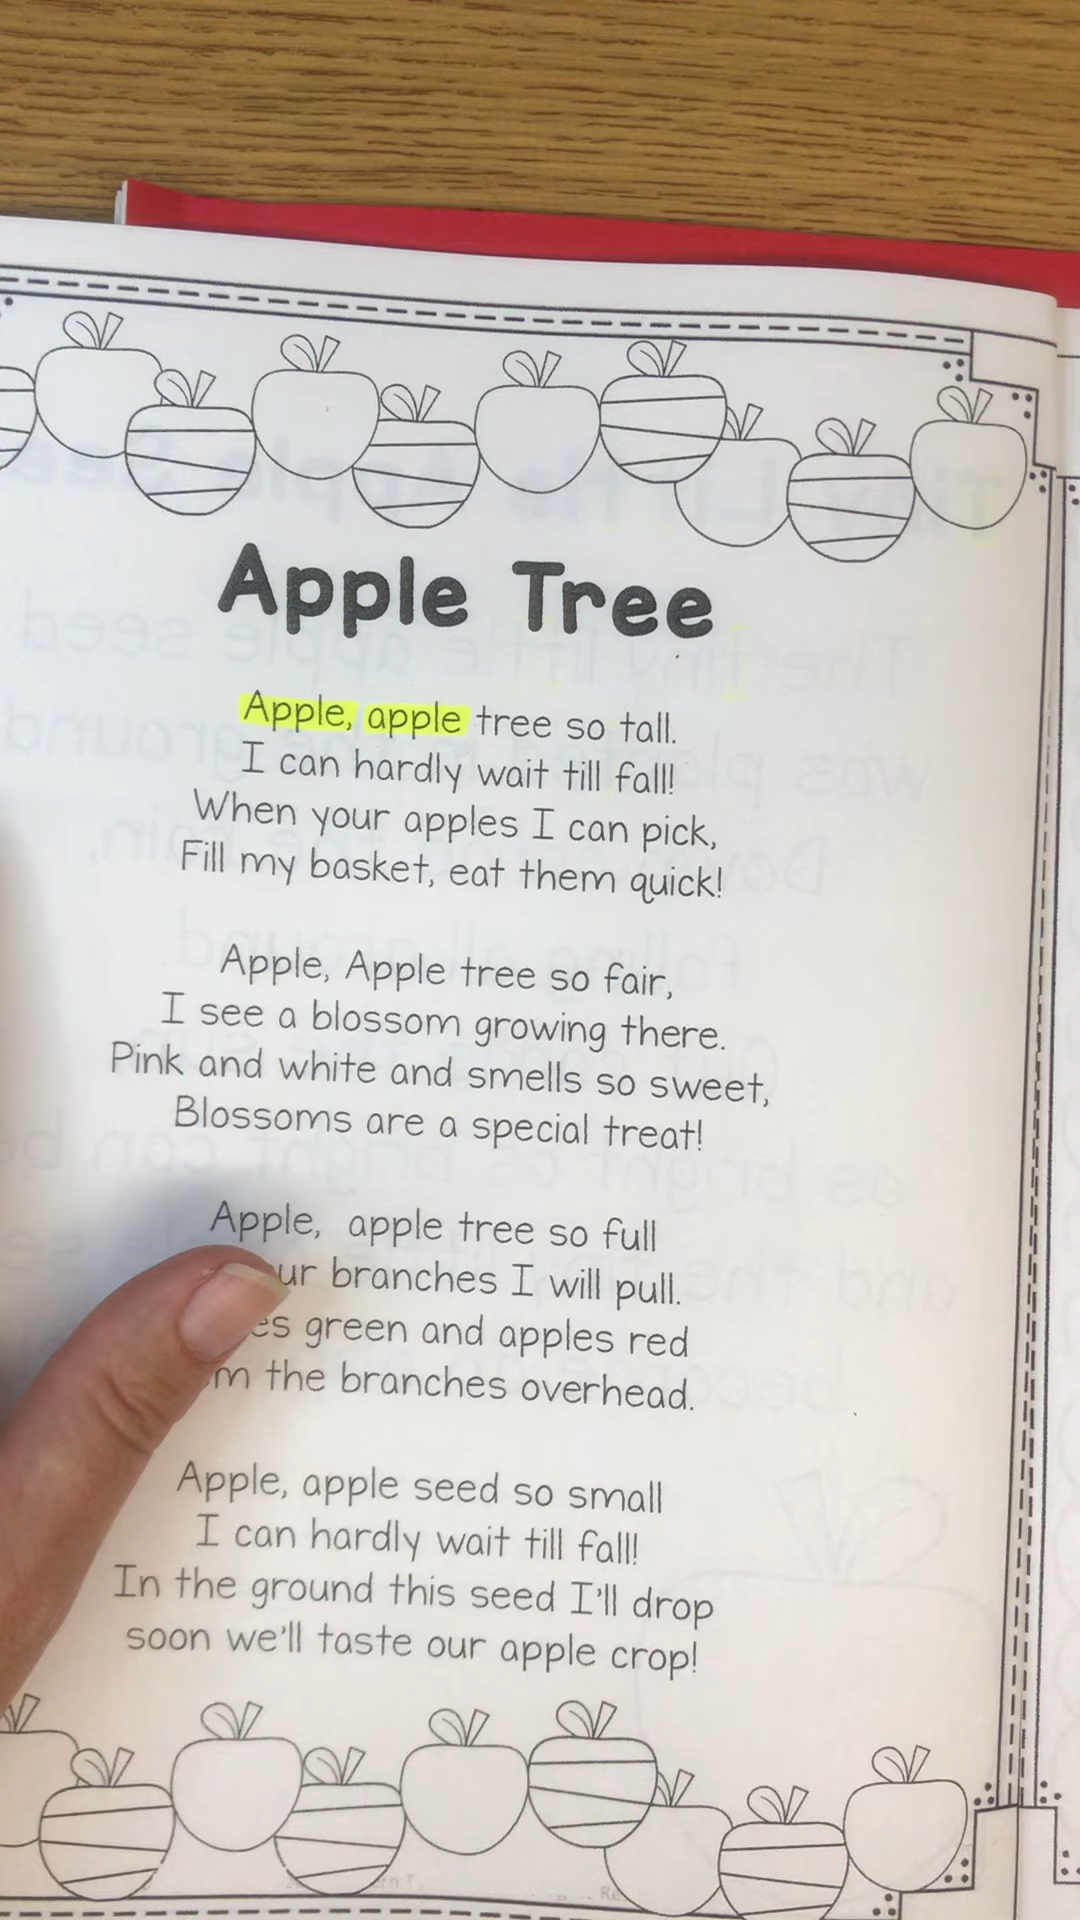 Apple Tree
Apple, apple tree so tall.
I can hardly wait till fall!
When your apples I can pick,
Fill my basket, eat them quick!
Apple, Apple tree so fair,
I see a blossom growing there.
Pink and white and smells so sweet,
Blossoms are a special treat!
Apple, apple tree so full
branches I will pull.
green and apples red
the branches overhead.
Apple, apple seed so small
I can hardly wait till fall!
In the ground this seed I'll drop
soon we'll taste our apple crop!